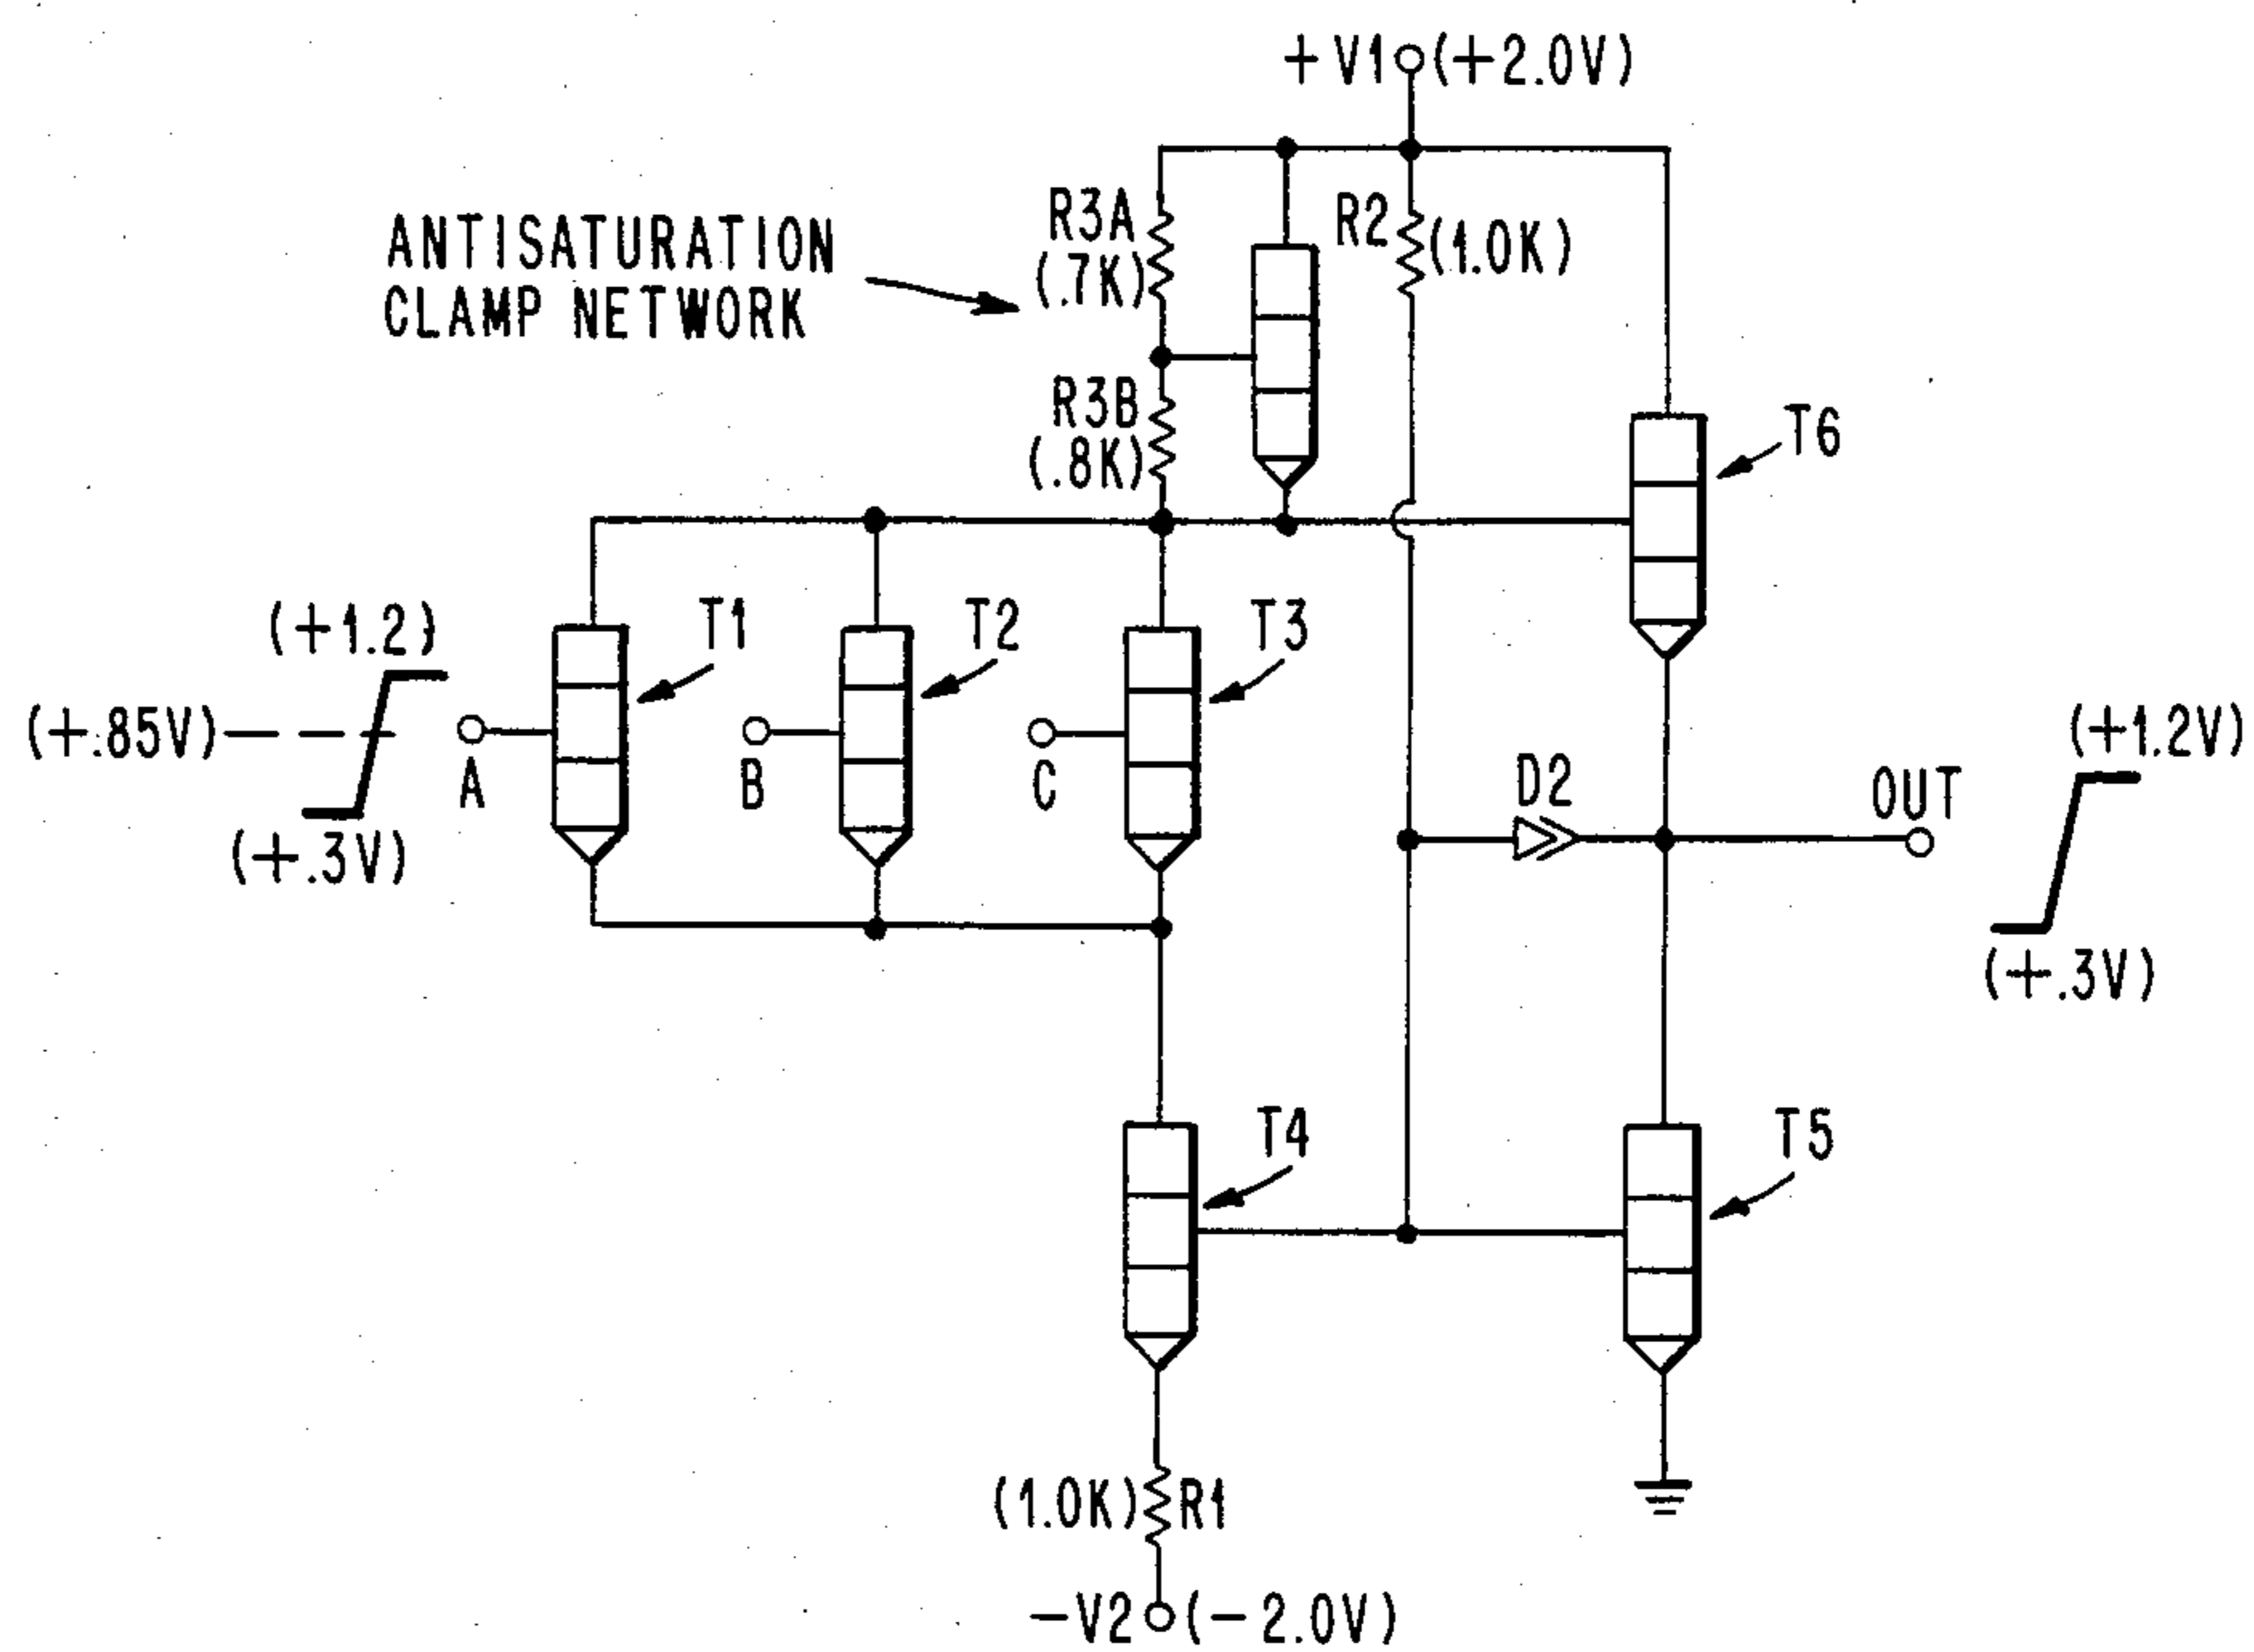 +V1 (+2.0V)
ANTISATURATION
CLAMP NETWORK
R3A
(.7K)
R2
(1.0K)
R3B
(.8K)
T6
(+1.2)
(+.85V)
(+.3V)
A
T1
B
T2
C
T3
D2
OUT
(+1.2V)
(+.3V)
T4
T5
(1.0K) R1
-V2 (-2.0V)